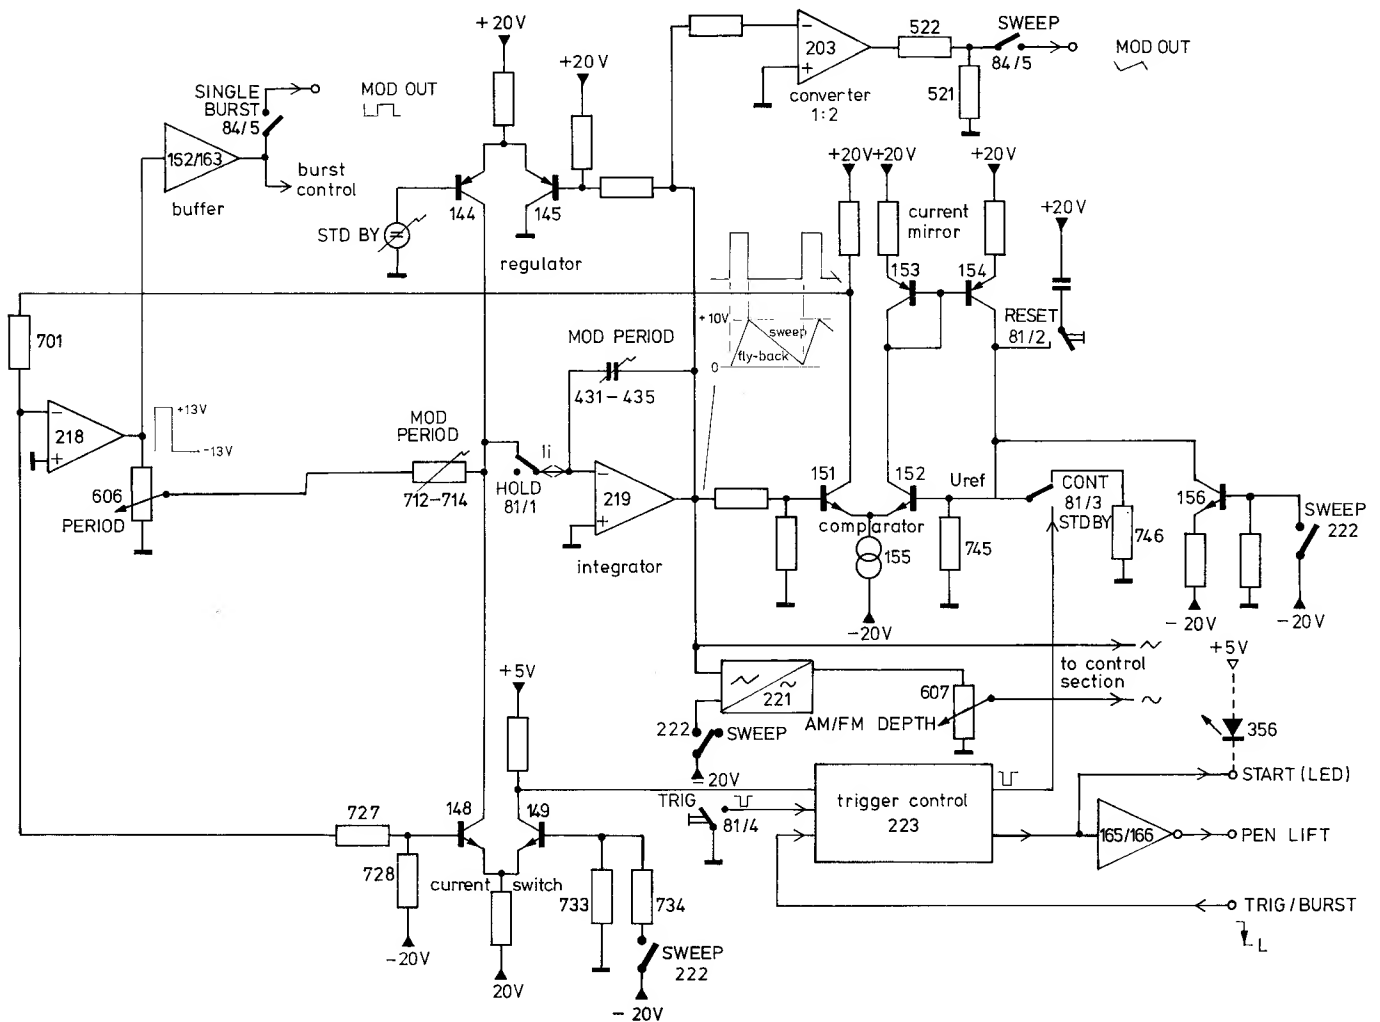 +20V
+20V
SINGLE
BURST
84/5
MOD OUT
152/163
buffer
burst
control
STD BY
144
145
regulator
203
converter
1:2
522
521
SWEEP
84/5
MOD OUT
+20V
+20V
+20V
+20V
current
mirror
153
154
RESET
81/2
+10V
0
sweep
fly-back
701
218
+13V
-13V
606
PERIOD
MOD
PERIOD
712-714
MOD PERIOD
431-435
Ii
HOLD
81/1
219
integrator
151
152
Uref
comparator
155
745
-20V
CONT
81/3
STDBY
746
156
SWEEP
222
-20V
-20V
to control
section
221
222
SWEEP
-20V
607
AM/FM DEPTH
+5V
356
START (LED)
+5V
TRIG
81/4
trigger control
223
165/166
PEN LIFT
TRIG/BURST
L
727
728
-20V
148
149
current switch
20V
733
734
SWEEP
222
-20V